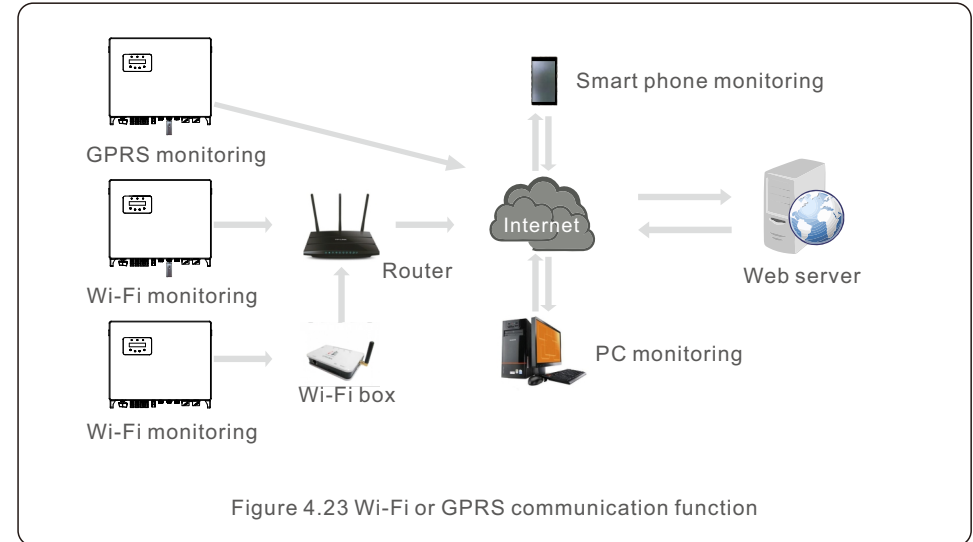 Smart phone monitoring
GPRS monitoring
Internet
Web server
Router
Wi-Fi monitoring
PC monitoring
Wi-Fi box
Wi-Fi monitoring
Figure 4.23 Wi-Fi or GPRS communication function